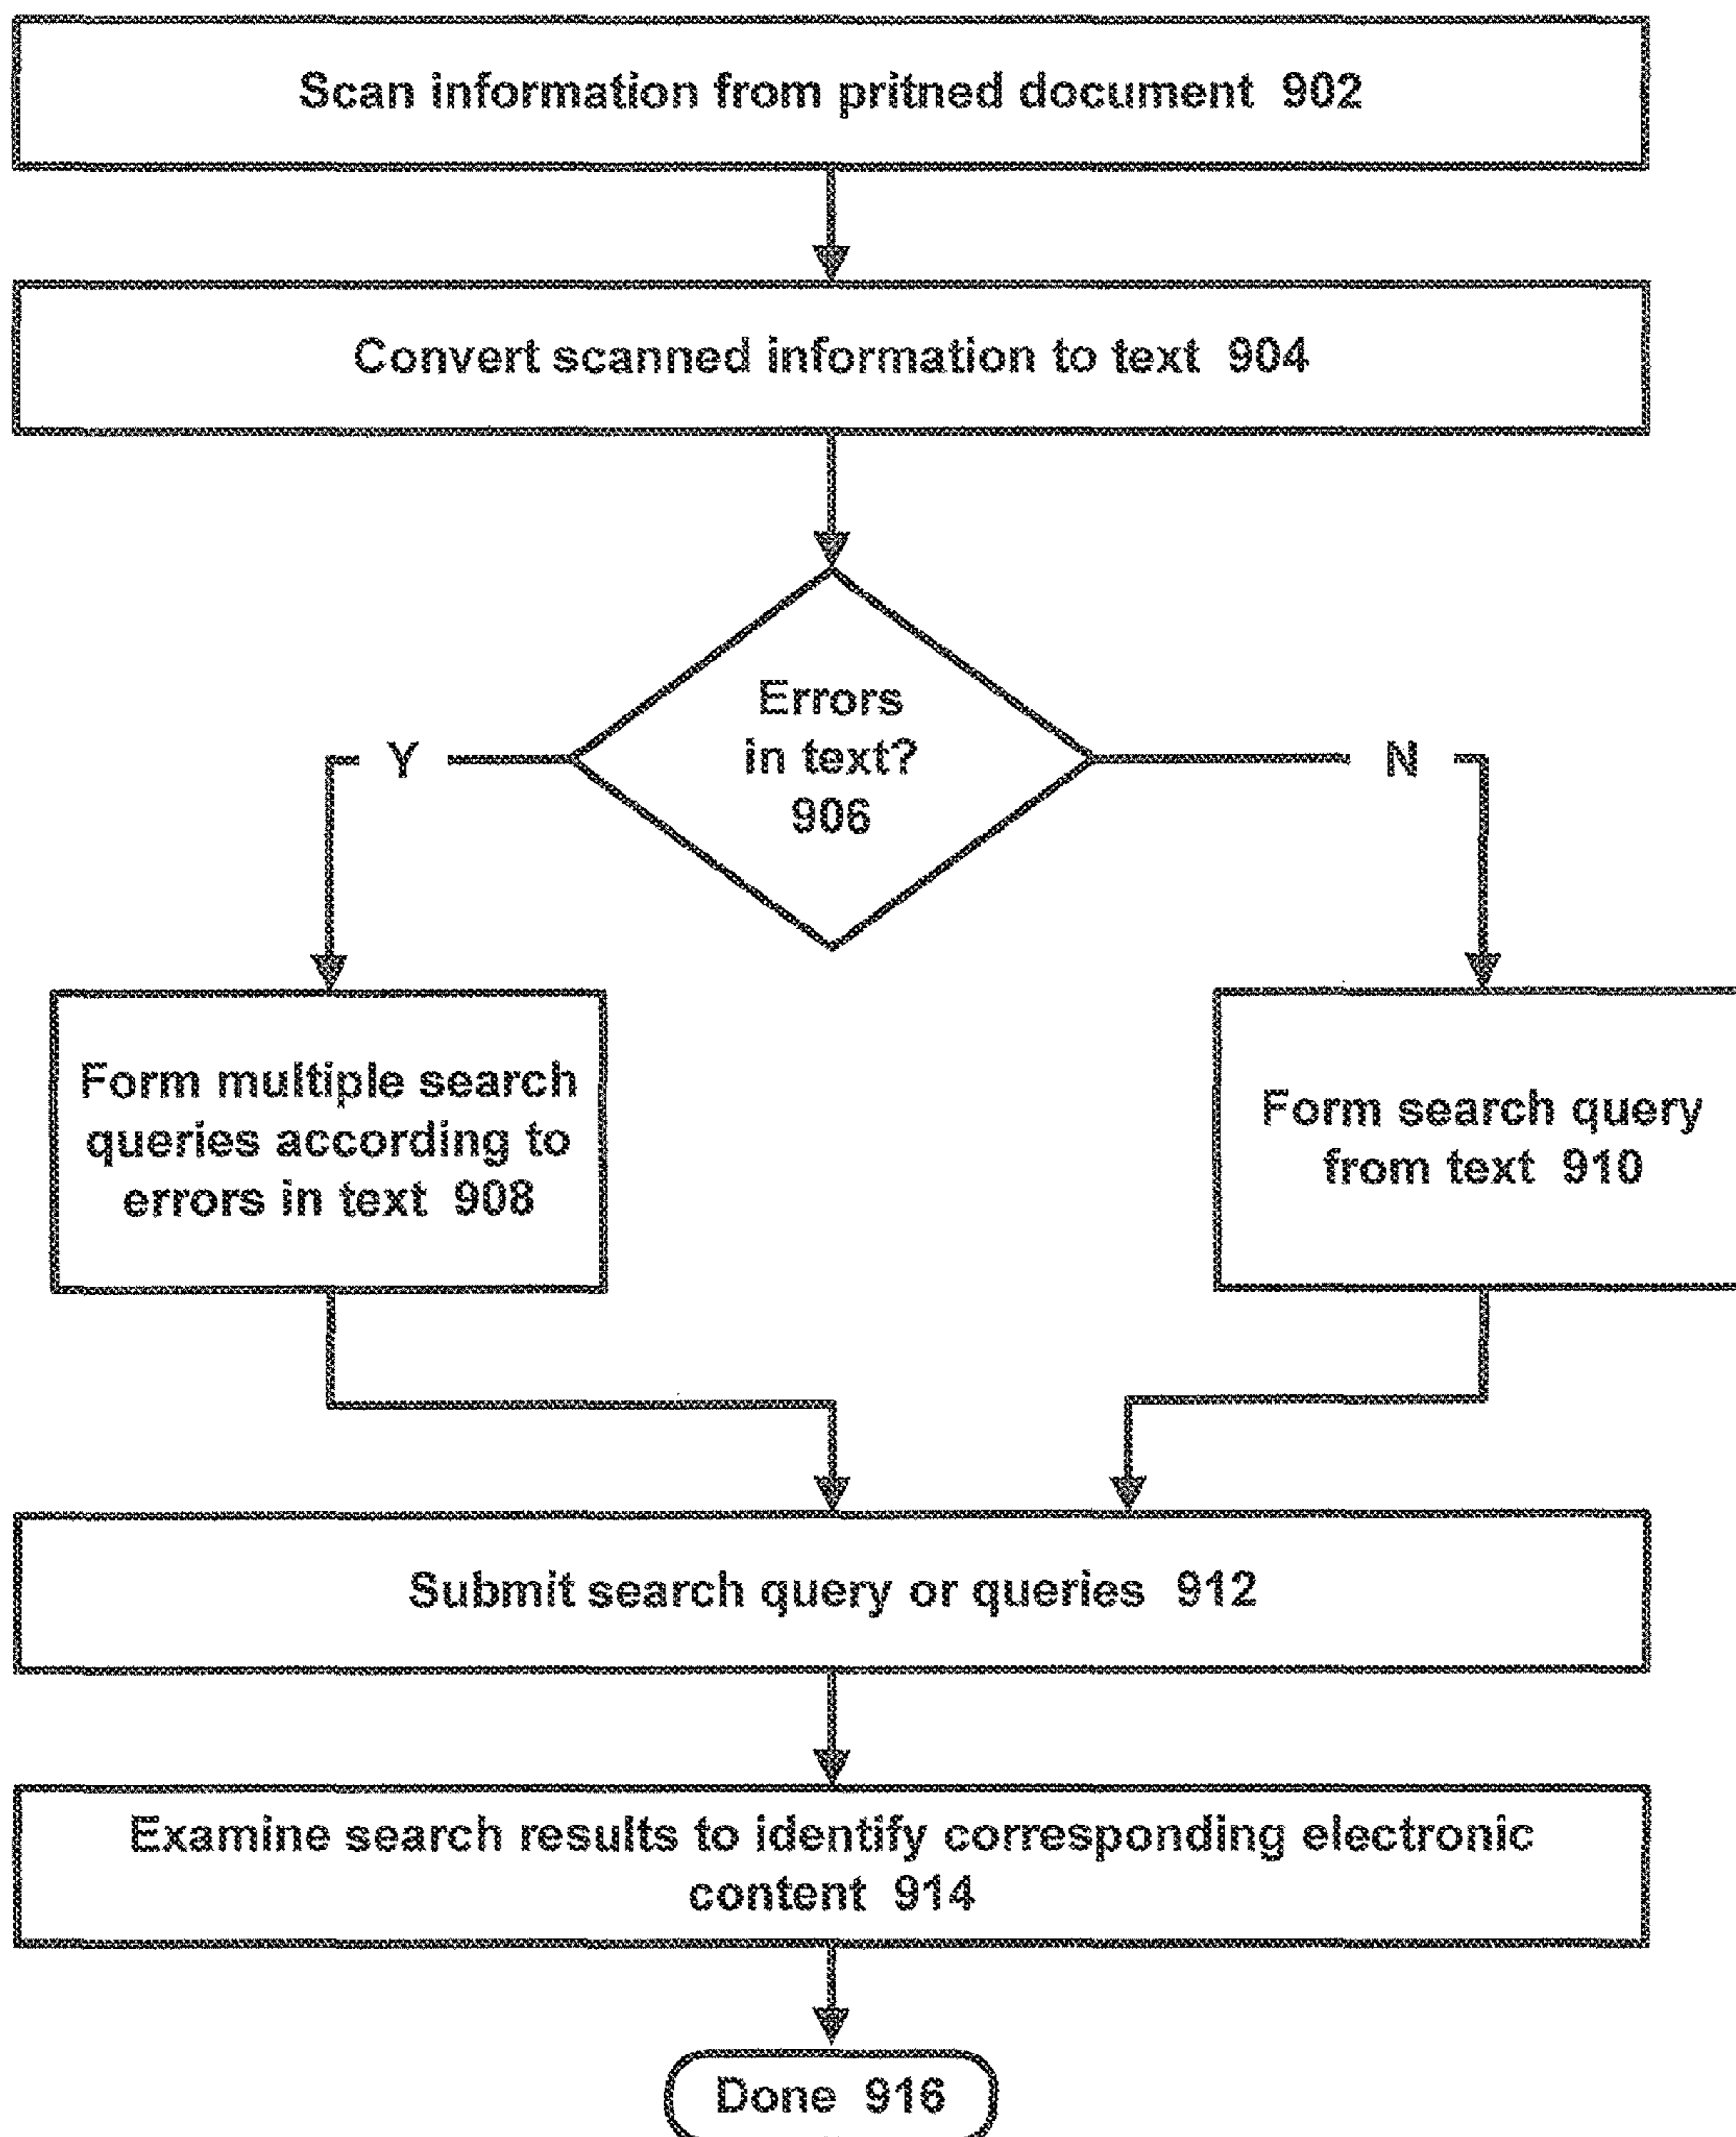 Scan information from pritned document 902
Convert scanned information to text 904
Errors
in text?
906
Y
N
Form multiple search
queries according to
errors in text 908
Form search query
from text 910
Submit search query or queries 912
Examine search results to identify corresponding electronic
content 914
Done 916